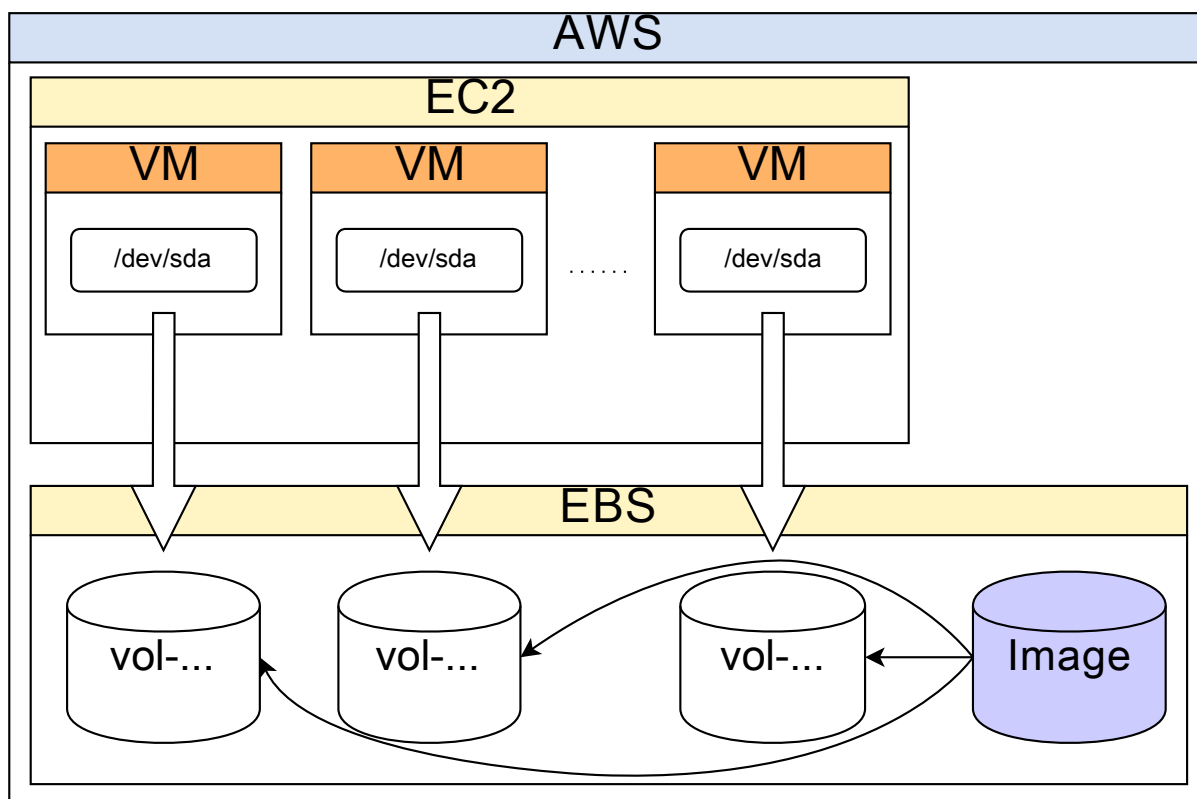 AWS
EC2
VM
VM
VM
/dev/sda
/dev/sda
......
/dev/sda
EBS
vol-...
vol-...
vol-...
Image